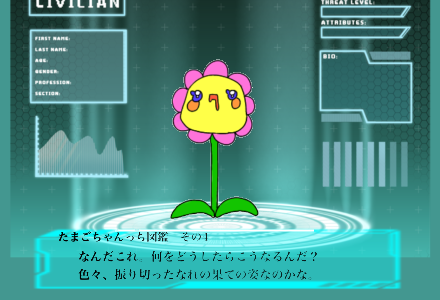 CIVILIAN
FIRST NAME:
LAST NAME:
AGE:
GENDER:
PROFESSION:
SECTION:
THREAT LEVEL:
ATTRIBUTES:
BIO:
たまごちゃんっち図鑑 その1
なんだこれ。何をどうしたらこうなるんだ？
色々、振り切ったなれの果ての姿なのかな。